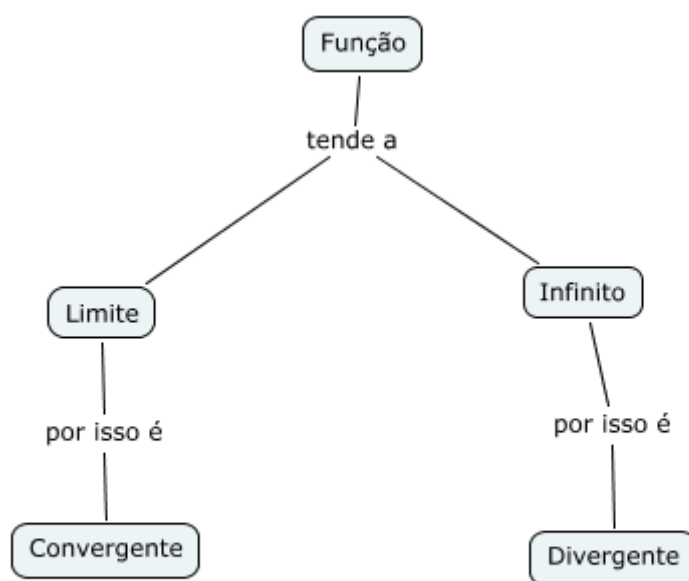 Função
tende a
Limite
Infinito
por isso é
por isso é
Convergente
Divergente